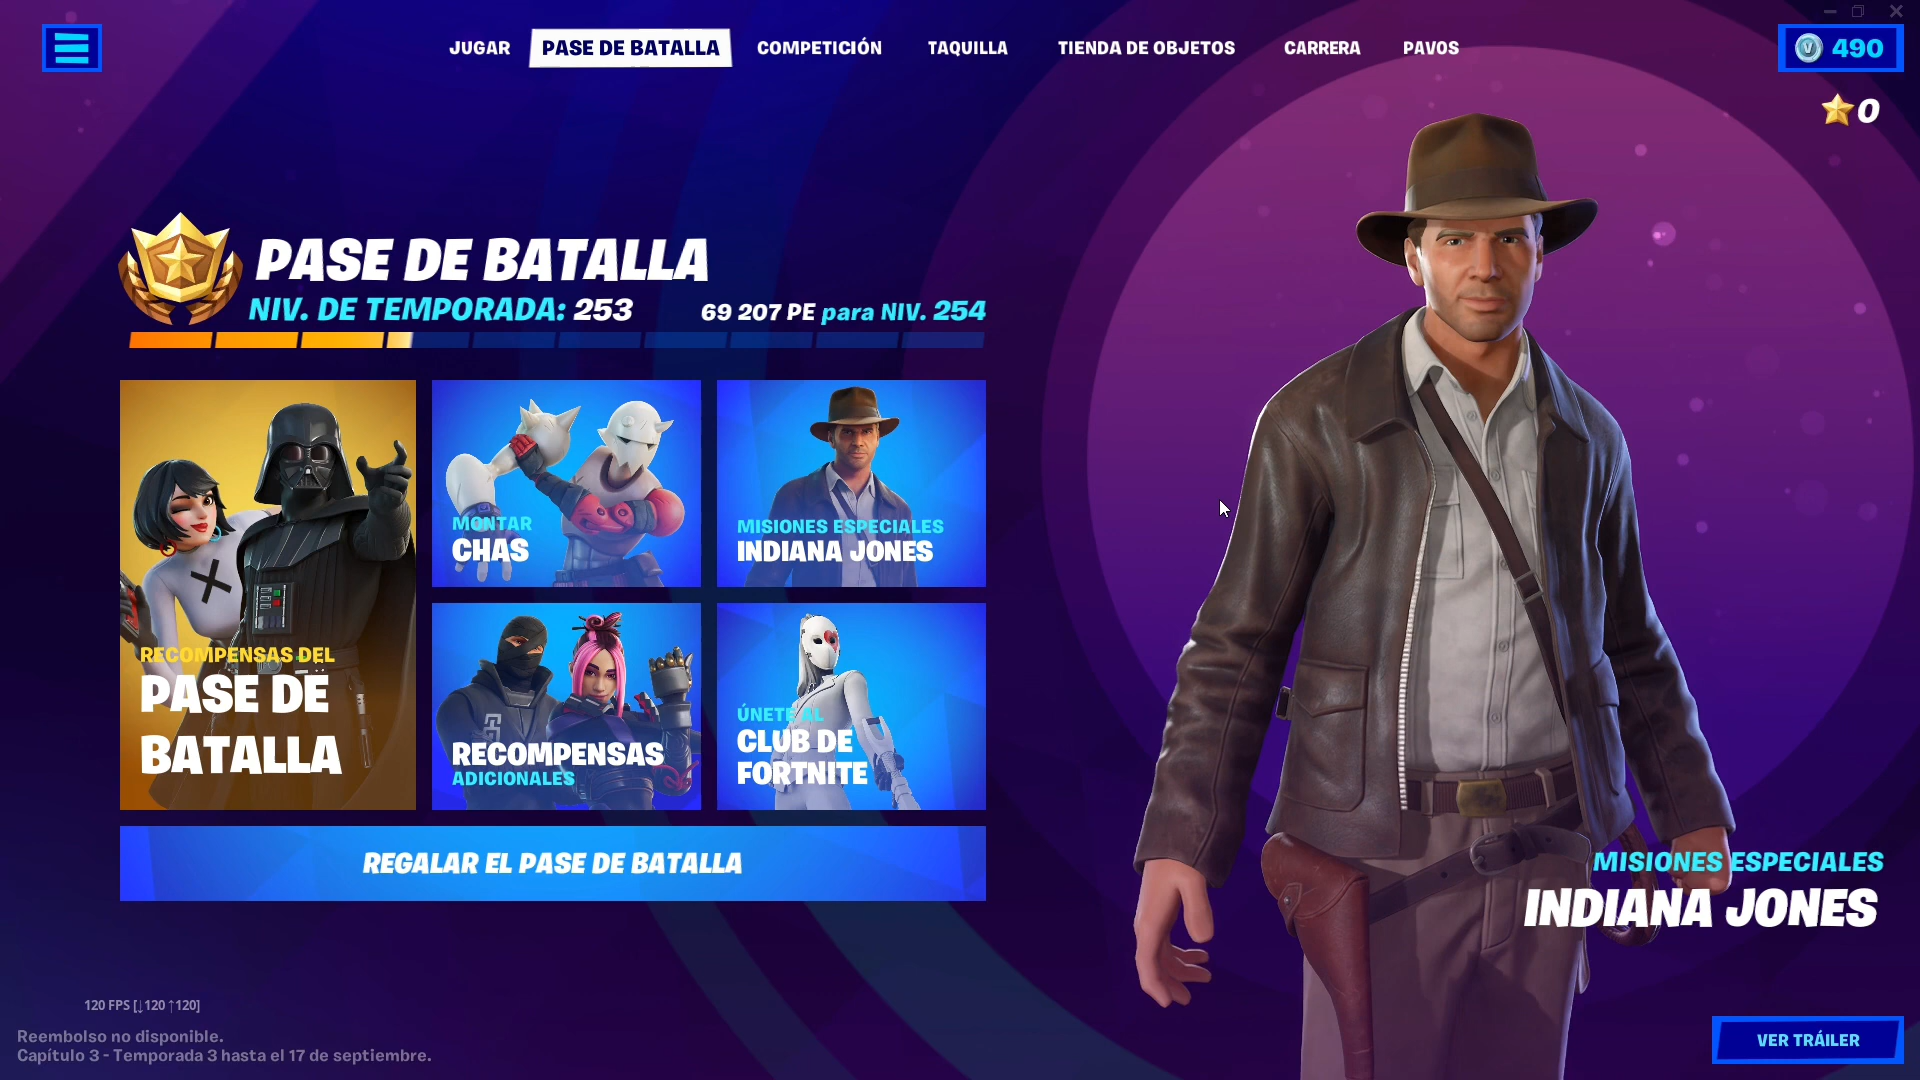 JUGAR
PASE DE BATALLA
COMPETICIÓN
TAQUILLA
TIENDA DE OBJETOS
CARRERA
PAVOS
490
0
PASE DE BATALLA
NIV. DE TEMPORADA: 253
69 207 PE para NIV. 254
RECOMPENSAS DEL
PASE DE
BATALLA
MONTAR
CHAS
MISIONES ESPECIALES
INDIANA JONES
RECOMPENSAS
ADICIONALES
ÚNETE AL
CLUB DE
FORTNITE
REGALAR EL PASE DE BATALLA
MISIONES ESPECIALES
INDIANA JONES
120 FPS [↓120 ↑120]
Reembolso no disponible.
Capítulo 3 - Temporada 3 hasta el 17 de septiembre.
VER TRÁILER